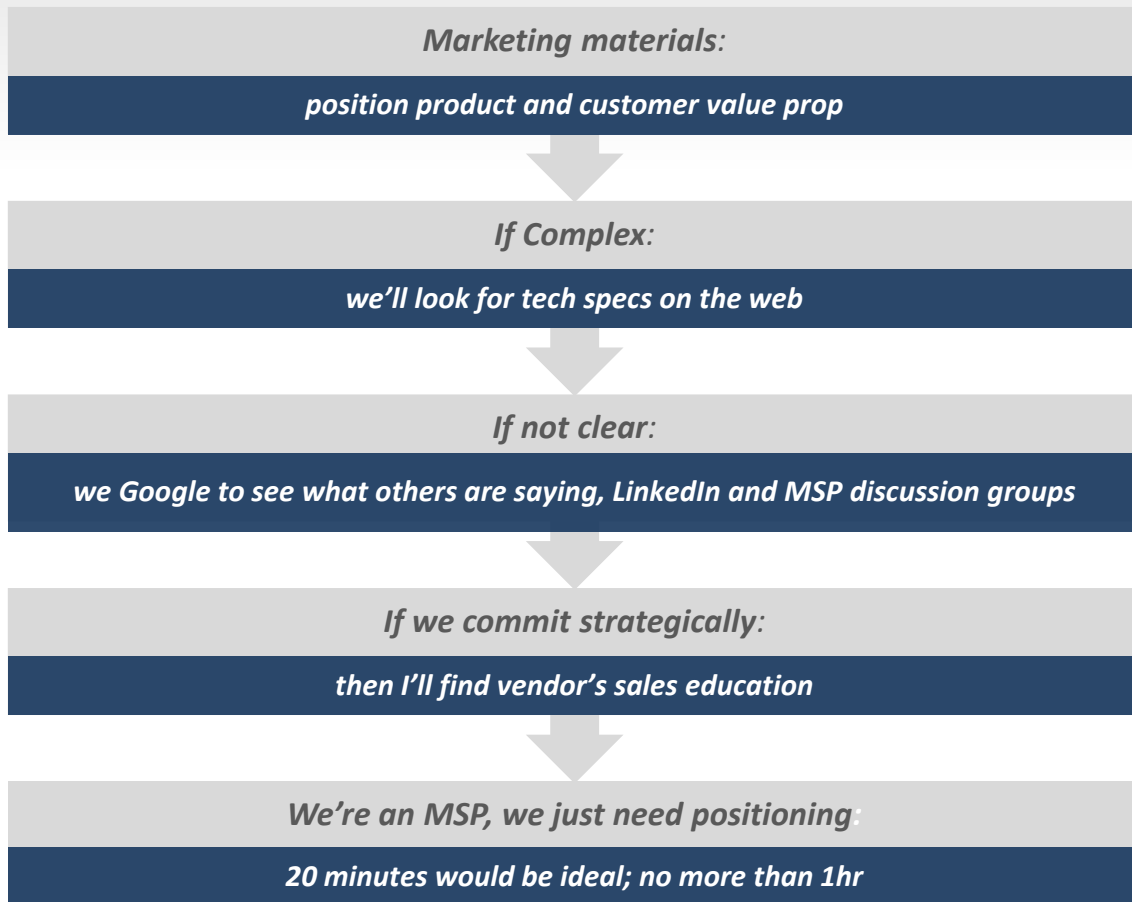 Marketing materials:
position product and customer value prop
If Complex:
we’ll look for tech specs on the web
If not clear:
we Google to see what others are saying, LinkedIn and MSP discussion groups
If we commit strategically:
then I’ll find vendor’s sales education
We’re an MSP, we just need positioning:
20 minutes would be ideal; no more than 1hr